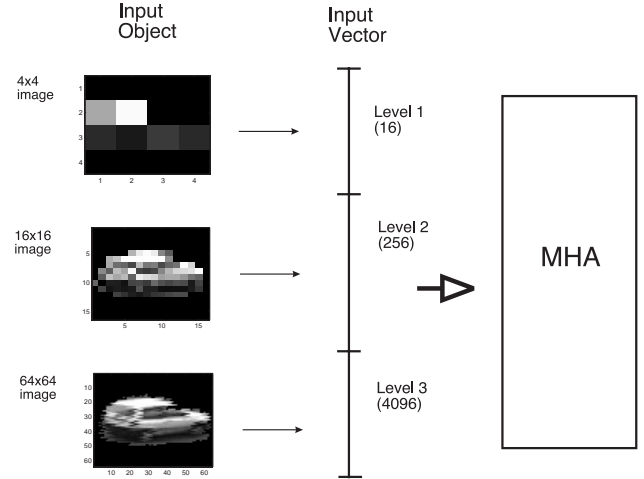 Input
Object
Input
Vector
4x4
image
1
2
3
4
1 2 3 4
Level 1
(16)
16x16
image
5
10
15
5 10 15
Level 2
(256)
MHA
64x64
image
10
20
30
40
50
60
10 20 30 40 50 60
Level 3
(4096)